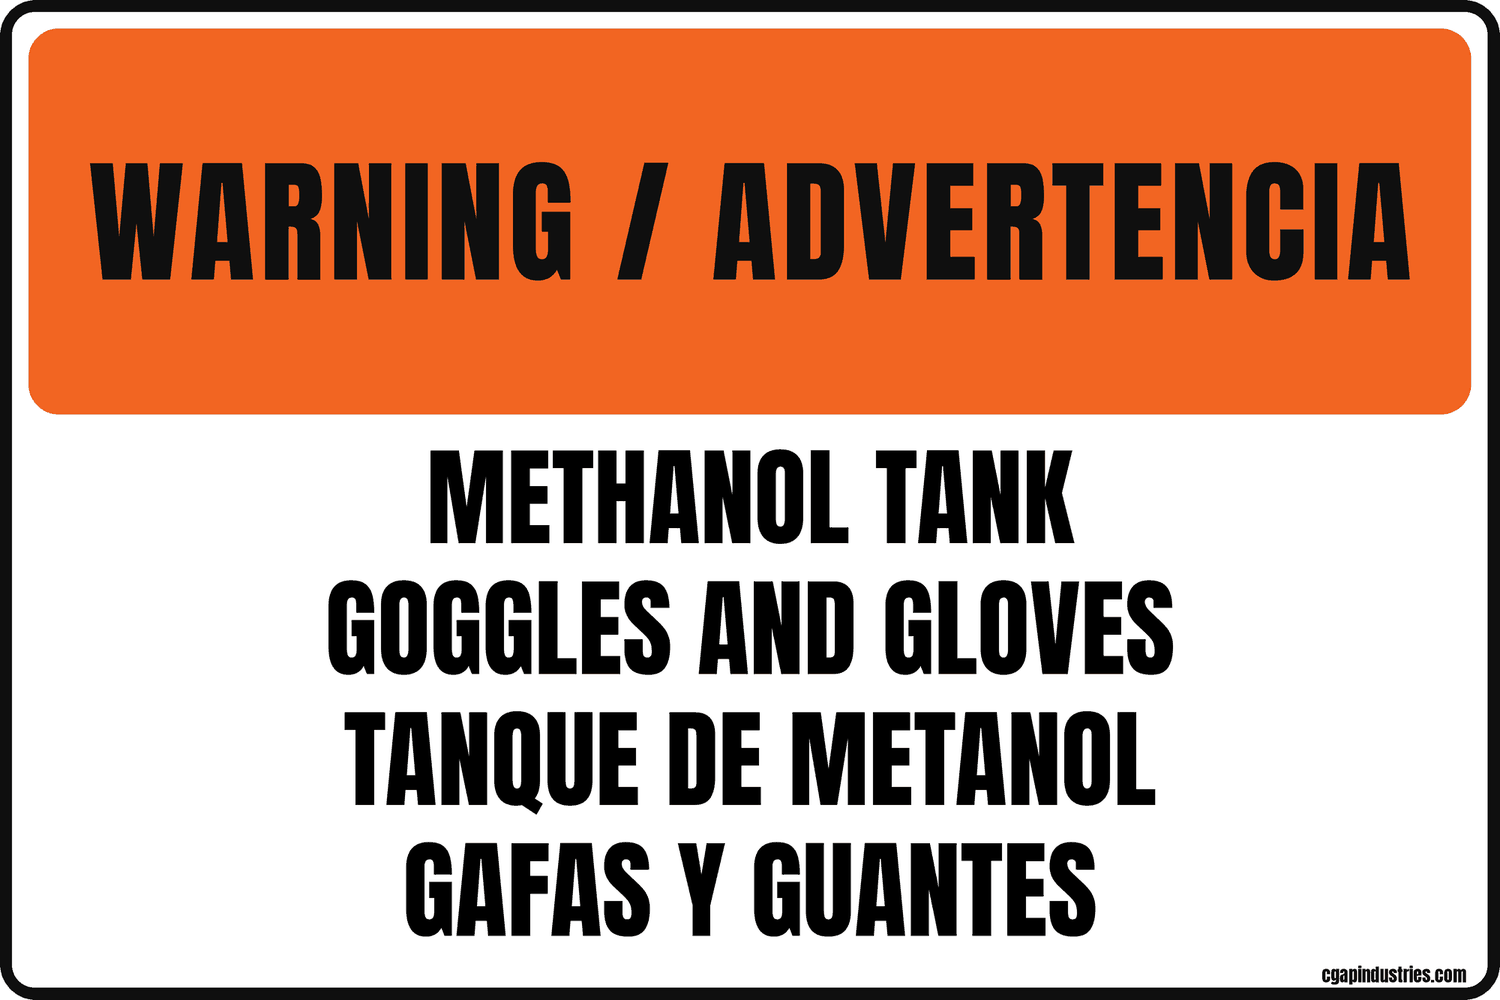 WARNING / ADVERTENCIA
METHANOL TANK
GOGGLES AND GLOVES
TANQUE DE METANOL
GAFAS Y GUANTES
cgapindustries.com